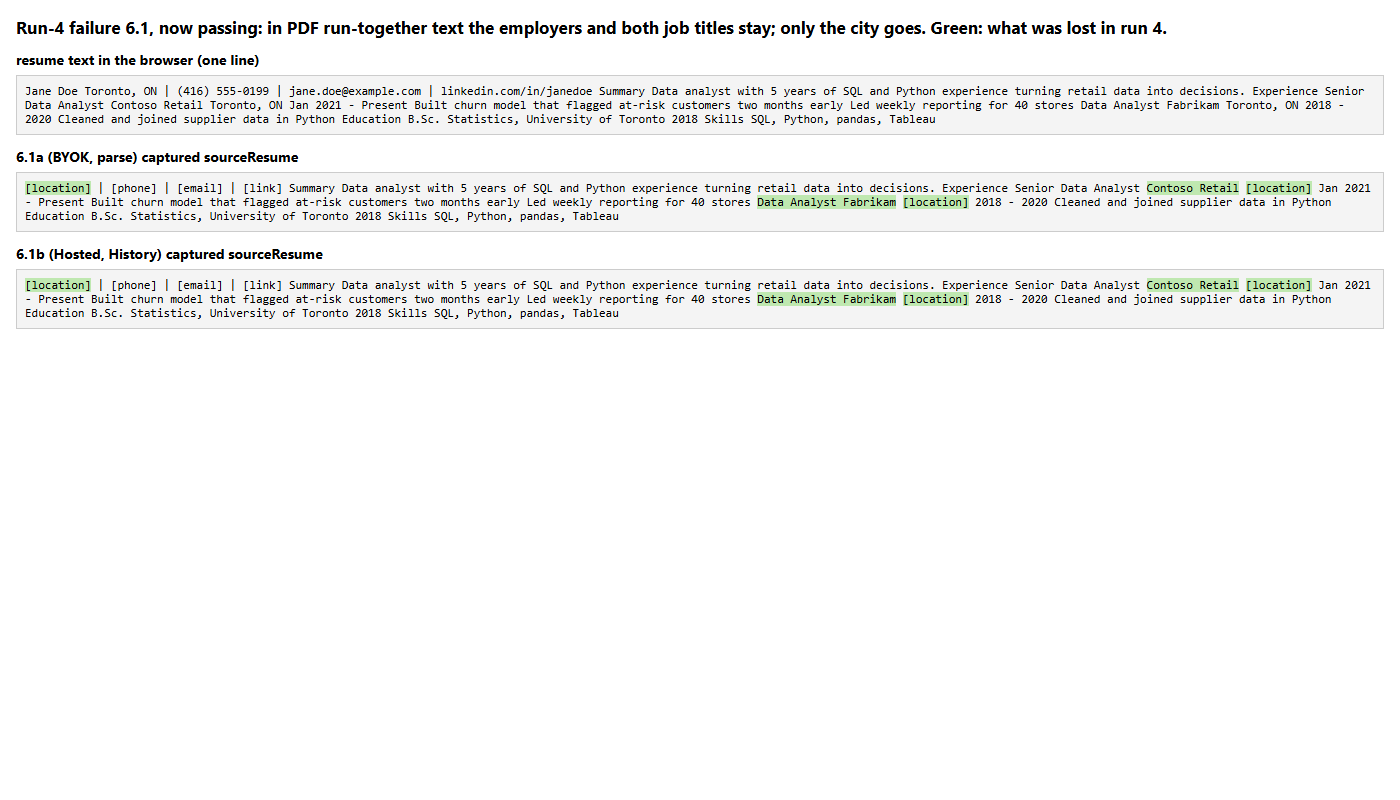 Run-4 failure 6.1, now passing: in PDF run-together text the employers and both job titles stay; only the city goes. Green: what was lost in run 4.
resume text in the browser (one line)
Jane Doe Toronto, ON | (416) 555-0199 | jane.doe@example.com | linkedin.com/in/janedoe Summary Data analyst with 5 years of SQL and Python experience turning retail data into decisions. Experience Senior
Data Analyst Contoso Retail Toronto, ON Jan 2021 - Present Built churn model that flagged at-risk customers two months early Led weekly reporting for 40 stores Data Analyst Fabrikam Toronto, ON 2018 -
2020 Cleaned and joined supplier data in Python Education B.Sc. Statistics, University of Toronto 2018 Skills SQL, Python, pandas, Tableau
6.1a (BYOK, parse) captured sourceResume
[location] | [phone] | [email] | [link] Summary Data analyst with 5 years of SQL and Python experience turning retail data into decisions. Experience Senior Data Analyst Contoso Retail [location] Jan 2021
- Present Built churn model that flagged at-risk customers two months early Led weekly reporting for 40 stores Data Analyst Fabrikam [location] 2018 - 2020 Cleaned and joined supplier data in Python
Education B.Sc. Statistics, University of Toronto 2018 Skills SQL, Python, pandas, Tableau
6.1b (Hosted, History) captured sourceResume
[location] | [phone] | [email] | [link] Summary Data analyst with 5 years of SQL and Python experience turning retail data into decisions. Experience Senior Data Analyst Contoso Retail [location] Jan 2021
- Present Built churn model that flagged at-risk customers two months early Led weekly reporting for 40 stores Data Analyst Fabrikam [location] 2018 - 2020 Cleaned and joined supplier data in Python
Education B.Sc. Statistics, University of Toronto 2018 Skills SQL, Python, pandas, Tableau